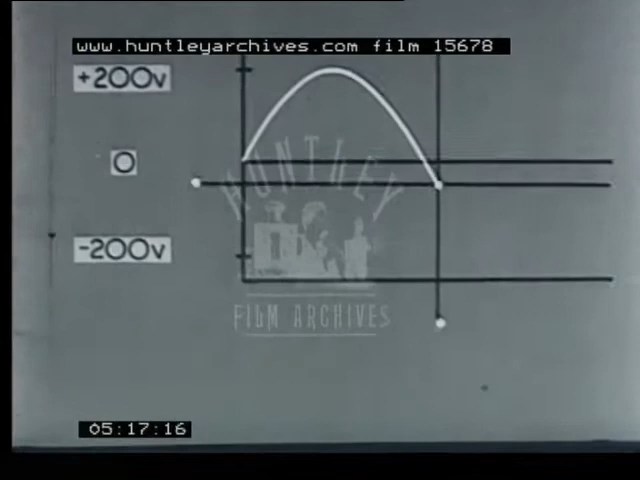 www.huntleyarchives.com film 15678
+200v
0
-200v
HUNTLEY
FILM ARCHIVES
05:17:16